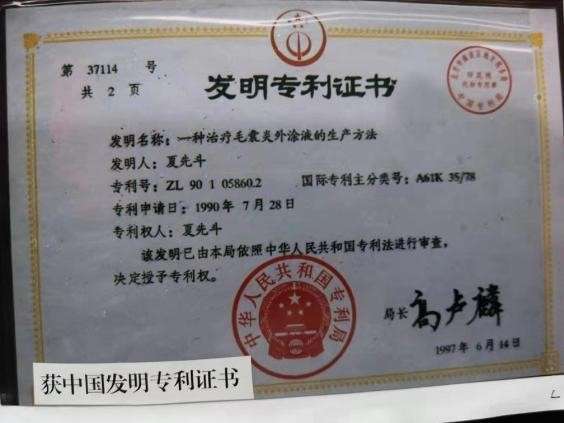 第 37114 号
共 2 页
发明专利证书
发明名称：一种治疗毛囊炎外涂液的生产方法
发明人：夏先斗
专利号：ZL 90 1 05860.2 国际专利主分类号：A61K 35/78
专利申请日：1990 年 7 月 28 日
专利权人：夏先斗
该发明已由本局依照中华人民共和国专利法进行审查，
决定授予专利权。
中华人民共和国专利局
局长 高卢麟
1997 年 6 月 14 日
获中国发明专利证书
L